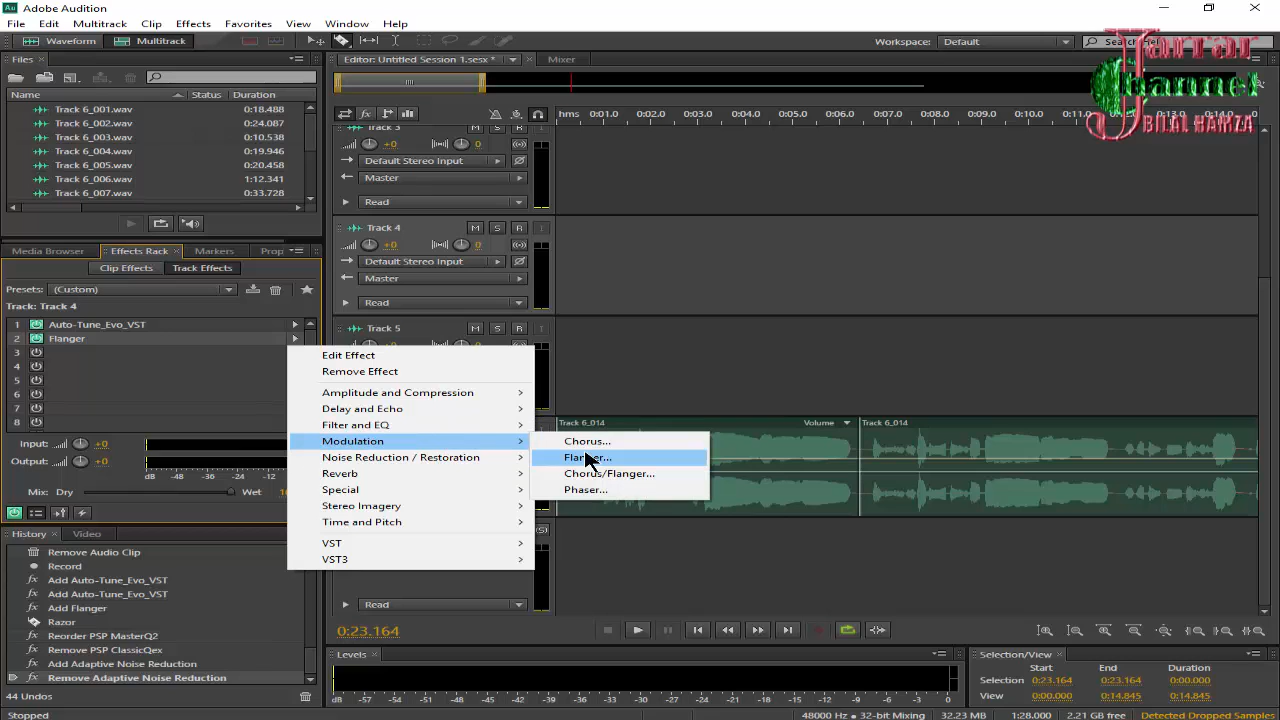 Adobe Audition
File Edit Multitrack Clip Effects Favorites View Window Help
Waveform Multitrack Workspace: Default
Jarrar Channel
BILAL HAMZA
Files
Editor: Untitled Session 1.sesx * Mixer
Name Status Duration
Track 6_001.wav 0:18.488
Track 6_002.wav 0:24.087
Track 6_003.wav 0:10.538
Track 6_004.wav 0:19.946
Track 6_005.wav 0:20.458
Track 6_006.wav 1:12.341
Track 6_007.wav 0:33.728
hms 0:01.0 0:02.0 0:03.0 0:04.0 0:05.0 0:06.0 0:07.0 0:08.0 0:09.0 0:10.0 0:11.0
Track 3
+0 0
Default Stereo Input
Master
Read
Track 4 M S R I
+0 0
Default Stereo Input
Master
Read
Track 5 M S R I
Media Browser Effects Rack Markers Prop
Clip Effects Track Effects
Presets: (Custom)
Track: Track 4
1 Auto-Tune_Evo_VST
2 Flanger
3
4
5
6
7
8
Input: +0
Output: +0
dB -48 -36 -24 -12
Mix: Dry Wet
Edit Effect
Remove Effect
Amplitude and Compression
Delay and Echo
Filter and EQ
Modulation
Noise Reduction / Restoration
Reverb
Special
Stereo Imagery
Time and Pitch
VST
VST3
Chorus...
Flanger...
Chorus/Flanger...
Phaser...
Track 6_014 Volume Track 6_014
(S)
Read
History Video
Remove Audio Clip
Record
Add Auto-Tune_Evo_VST
Add Auto-Tune_Evo_VST
Add Flanger
Razor
Reorder PSP MasterQ2
Remove PSP ClassicQex
Add Adaptive Noise Reduction
Remove Adaptive Noise Reduction
44 Undos
Stopped
0:23.164
Levels
dB -57 -54 -51 -48 -45 -42 -39 -36 -33 -30 -27 -24 -21 -18 -15 -12 -9 -6 -3 0
Selection/View
Start End Duration
Selection 0:23.164 0:23.164 0:00.000
View 0:00.000 0:14.845 0:14.845
48000 Hz • 32-bit Mixing 32.23 MB 1:28.000 2.21 GB free Detected Dropped Samples